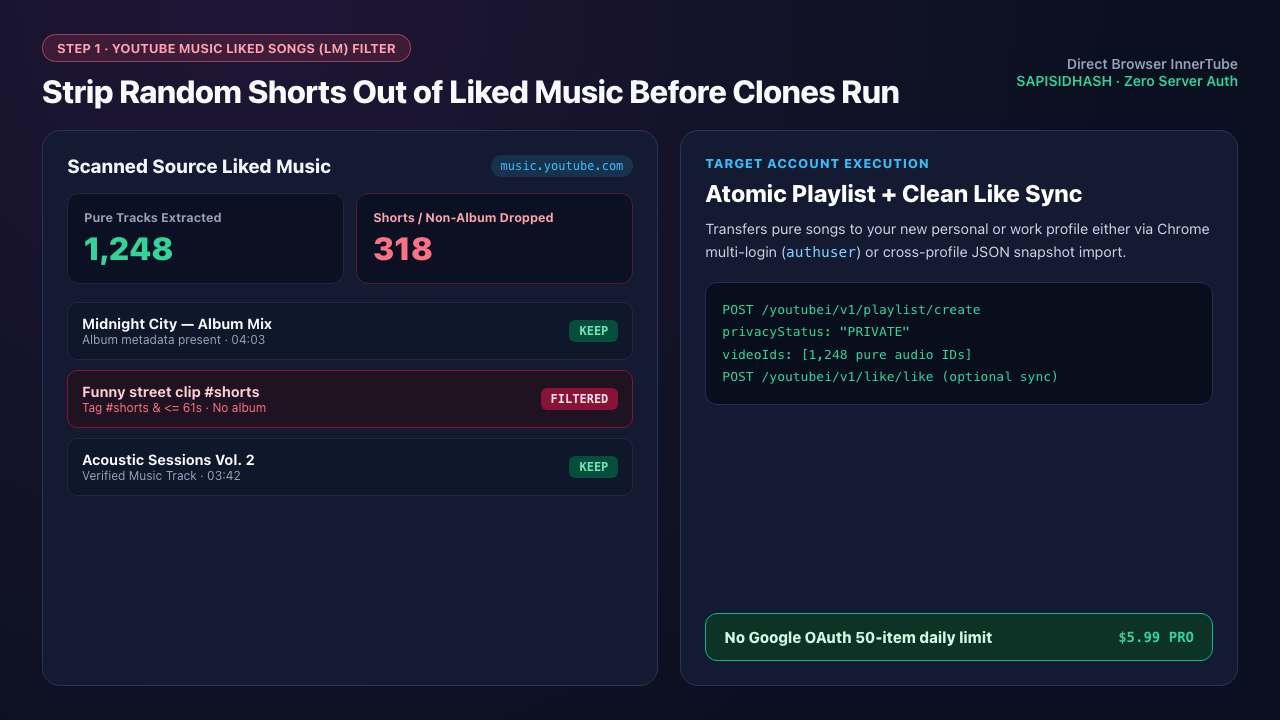 STEP 1 · YOUTUBE MUSIC LIKED SONGS (LM) FILTER
Strip Random Shorts Out of Liked Music Before Clones Run
Direct Browser InnerTube
SAPISIDHASH · Zero Server Auth
Scanned Source Liked Music
music.youtube.com
Pure Tracks Extracted
1,248
Shorts / Non-Album Dropped
318
Midnight City — Album Mix
Album metadata present · 04:03
KEEP
Funny street clip #shorts
Tag #shorts & <= 61s · No album
FILTERED
Acoustic Sessions Vol. 2
Verified Music Track · 03:42
KEEP
TARGET ACCOUNT EXECUTION
Atomic Playlist + Clean Like Sync
Transfers pure songs to your new personal or work profile either via Chrome
multi-login (authuser) or cross-profile JSON snapshot import.
POST /youtubei/v1/playlist/create
privacyStatus: "PRIVATE"
videoIds: [1,248 pure audio IDs]
POST /youtubei/v1/like/like (optional sync)
No Google OAuth 50-item daily limit
$5.99 PRO